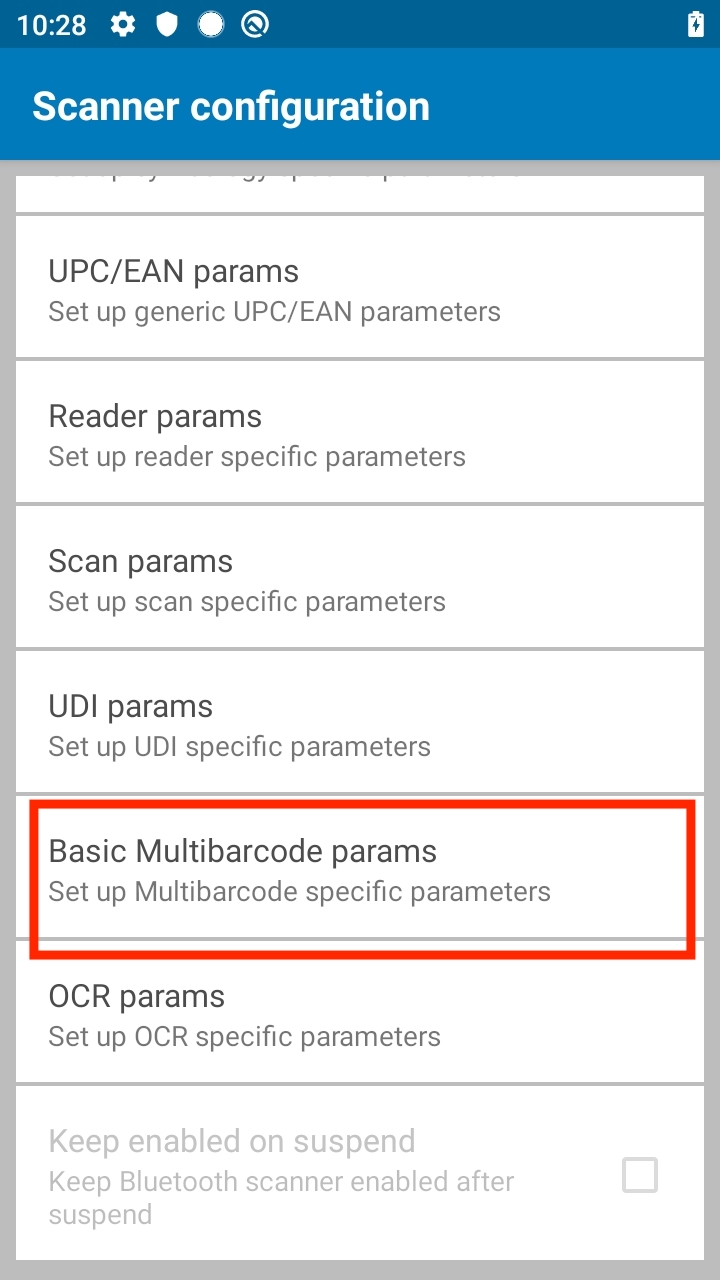 10:28
Scanner configuration
UPC/EAN params
Set up generic UPC/EAN parameters
Reader params
Set up reader specific parameters
Scan params
Set up scan specific parameters
UDI params
Set up UDI specific parameters
Basic Multibarcode params
Set up Multibarcode specific parameters
OCR params
Set up OCR specific parameters
Keep enabled on suspend
Keep Bluetooth scanner enabled after
suspend